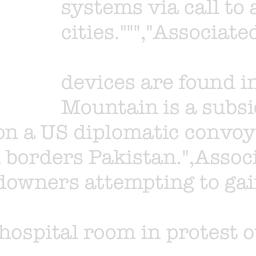 systems via call to
cities.""","Associated
devices are found in
Mountain is a subsi
on a US diplomatic convoy
borders Pakistan.",Associ
downers attempting to gai
hospital room in protest o